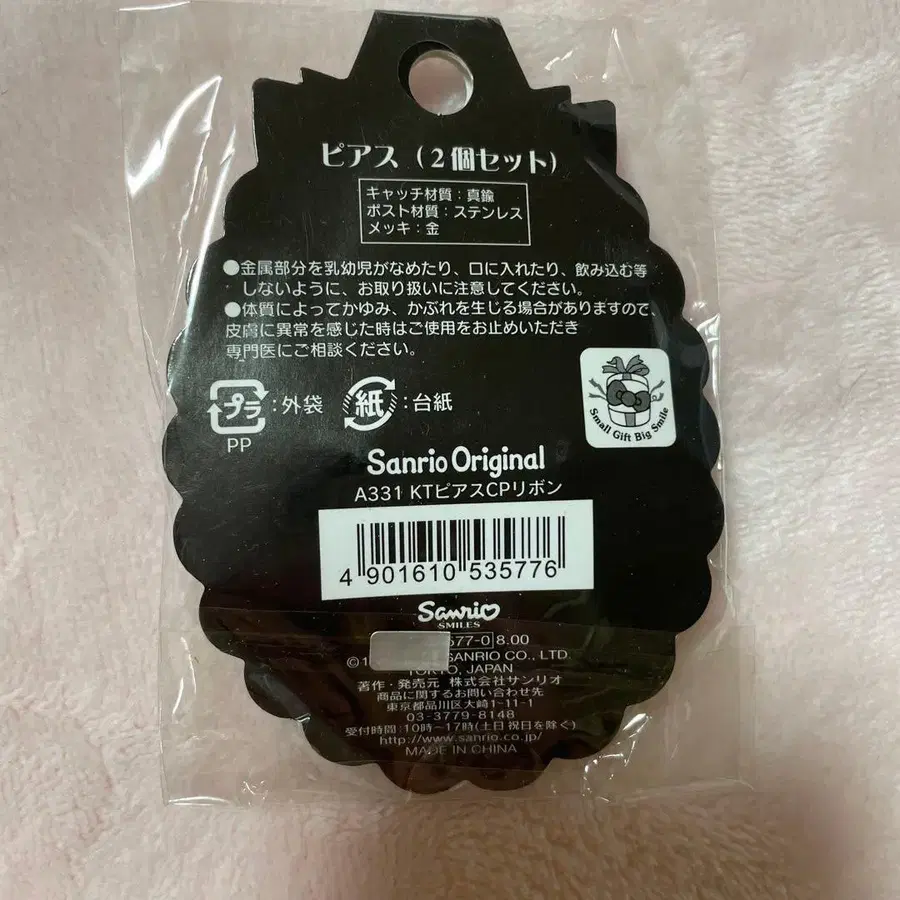 ピアス（2個セット）
キャッチ材質：真鍮
ポスト材質：ステンレス
メッキ：金
●金属部分を乳幼児がなめたり、口に入れたり、飲み込む等
しないように、お取り扱いに注意してください。
●体質によってかゆみ、かぶれを生じる場合がありますので、
皮膚に異常を感じた時はご使用をお止めいただき
専門医にご相談ください。
プラ：外袋 紙：台紙
PP
Small Gift Big Smile
Sanrio Original
A331 KTピアスCPリボン
4 901610 535776
Sanrio
SMILES
577-0 8.00
SANRIO CO., LTD.
TOKYO, JAPAN
著作・発売元 株式会社サンリオ
商品に関するお問い合わせ先
東京都品川区大崎1-11-1
03-3779-8148
受付時間：10時〜17時(土日祝日を除く)
http://www.sanrio.co.jp/
MADE IN CHINA